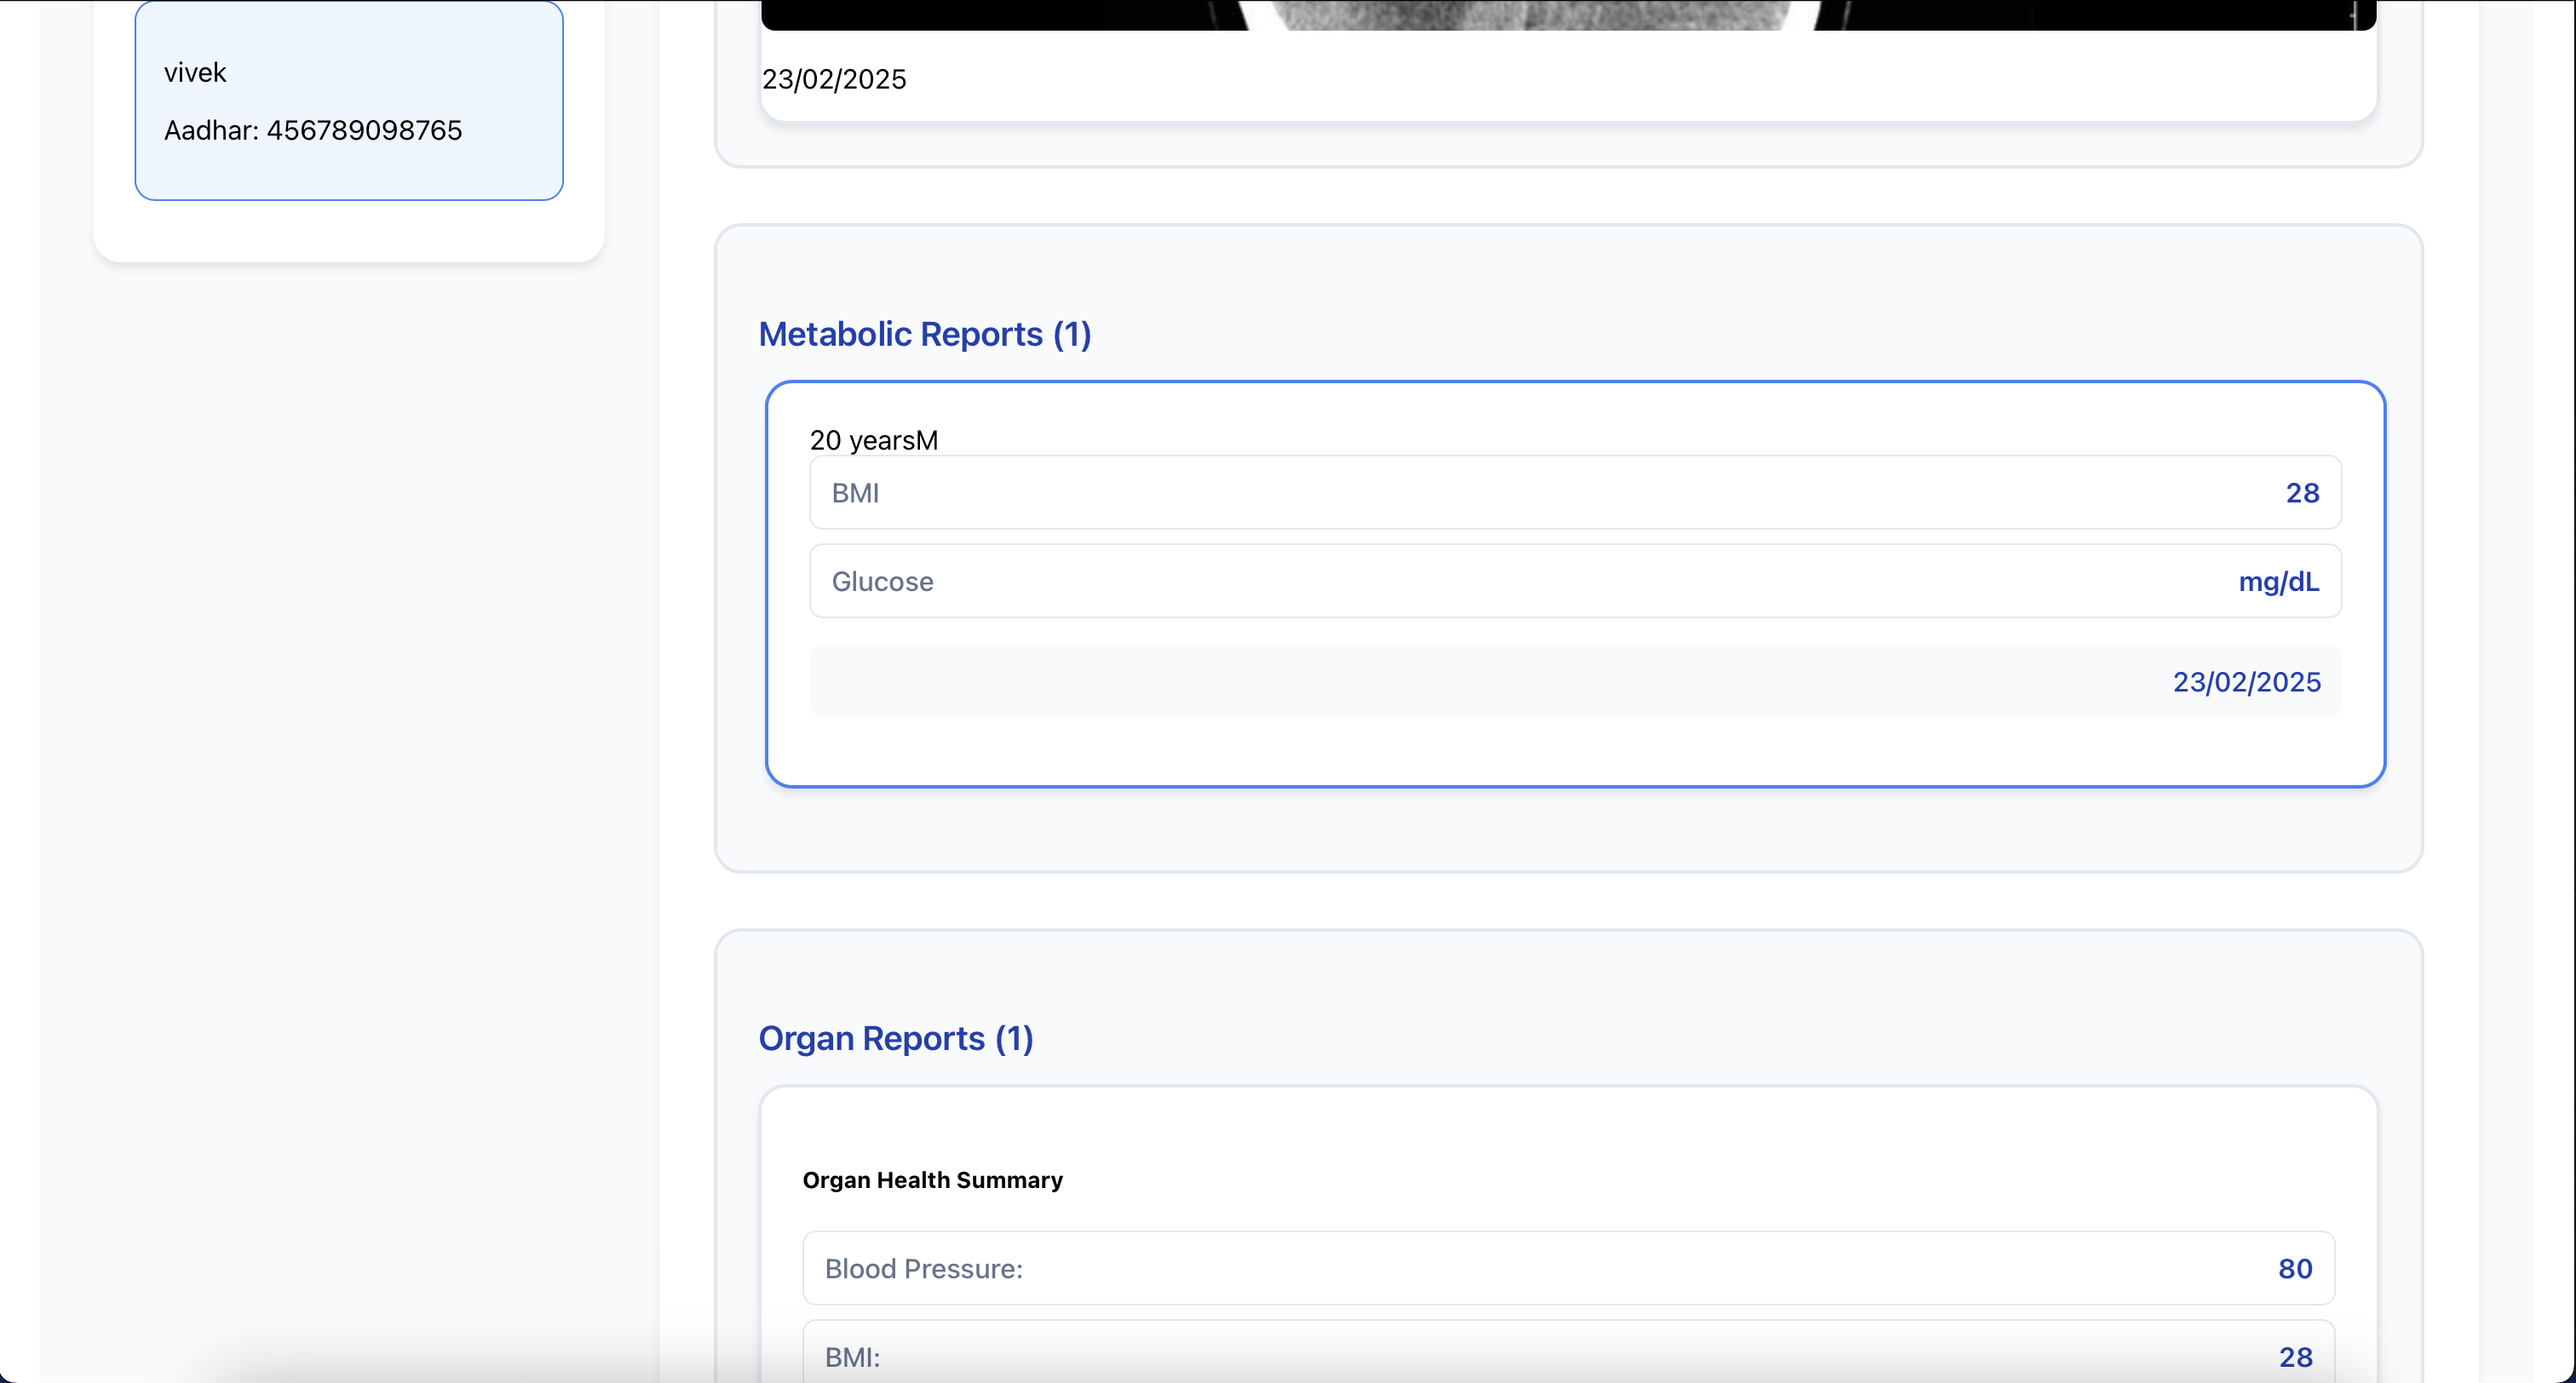 vivek
Aadhar: 456789098765
23/02/2025
Metabolic Reports (1)
20 yearsM
BMI 28
Glucose mg/dL
23/02/2025
Organ Reports (1)
Organ Health Summary
Blood Pressure: 80
BMI: 28